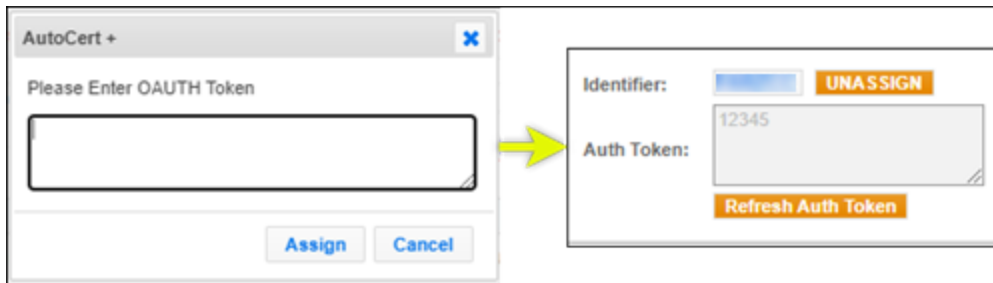 AutoCert +
Please Enter OAUTH Token
Assign Cancel
Identifier: UNASSIGN
12345
Auth Token:
Refresh Auth Token